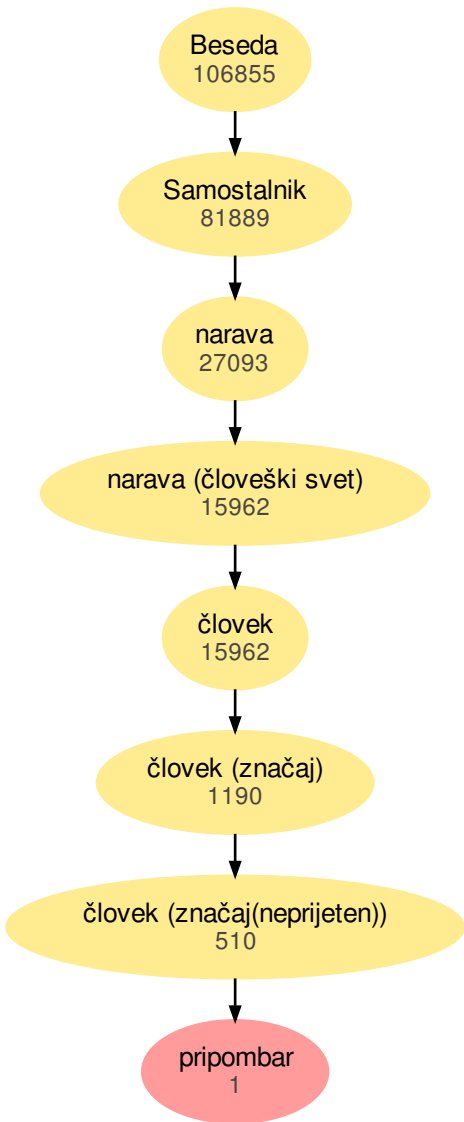 Beseda
106855
Samostalnik
81889
narava
27093
narava (človeški svet)
15962
človek
15962
človek (značaj)
1190
človek (značaj(neprijeten))
510
pripombar
1